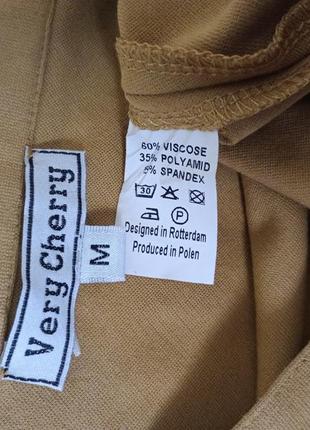 Very Cherry
M
60% VISCOSE
35% POLYAMID
5% SPANDEX
30
P
Designed in Rotterdam
Produced in Polen